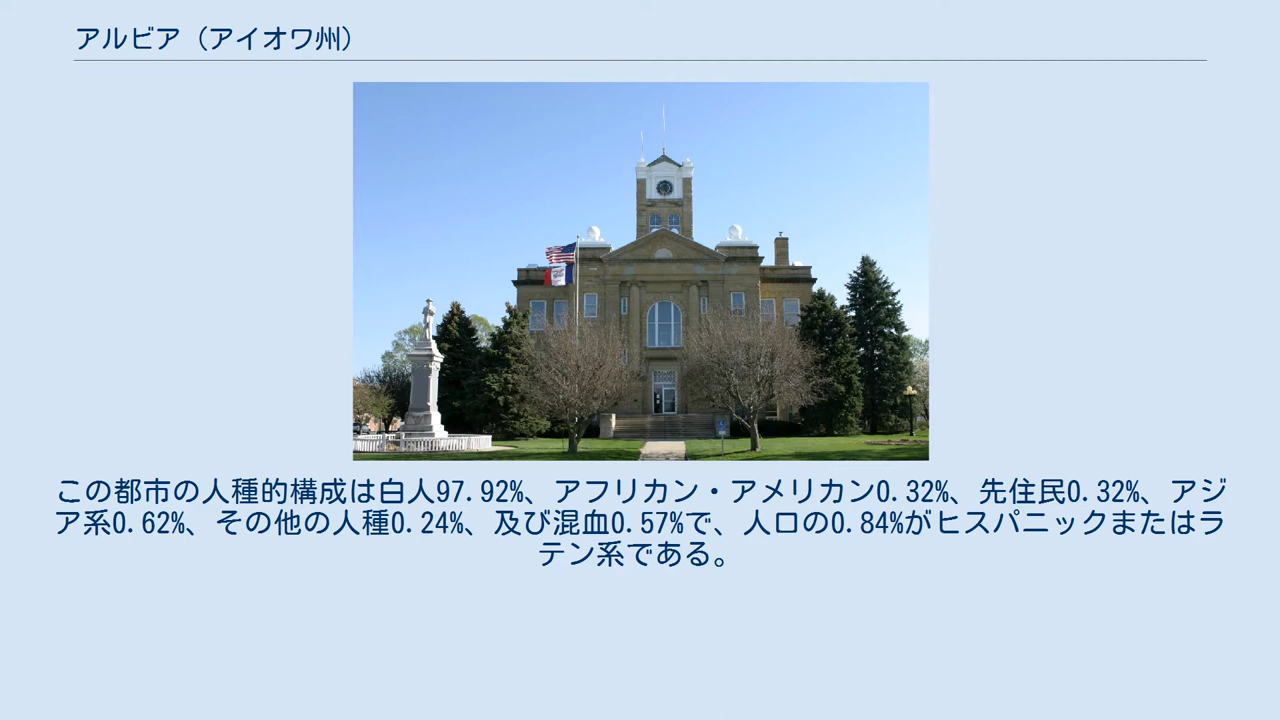 アルビア（アイオワ州）
この都市の人種的構成は白人97.92%、アフリカン・アメリカン0.32%、先住民0.32%、アジ
ア系0.62%、その他の人種0.24%、及び混血0.57%で、人口の0.84%がヒスパニックまたはラ
テン系である。